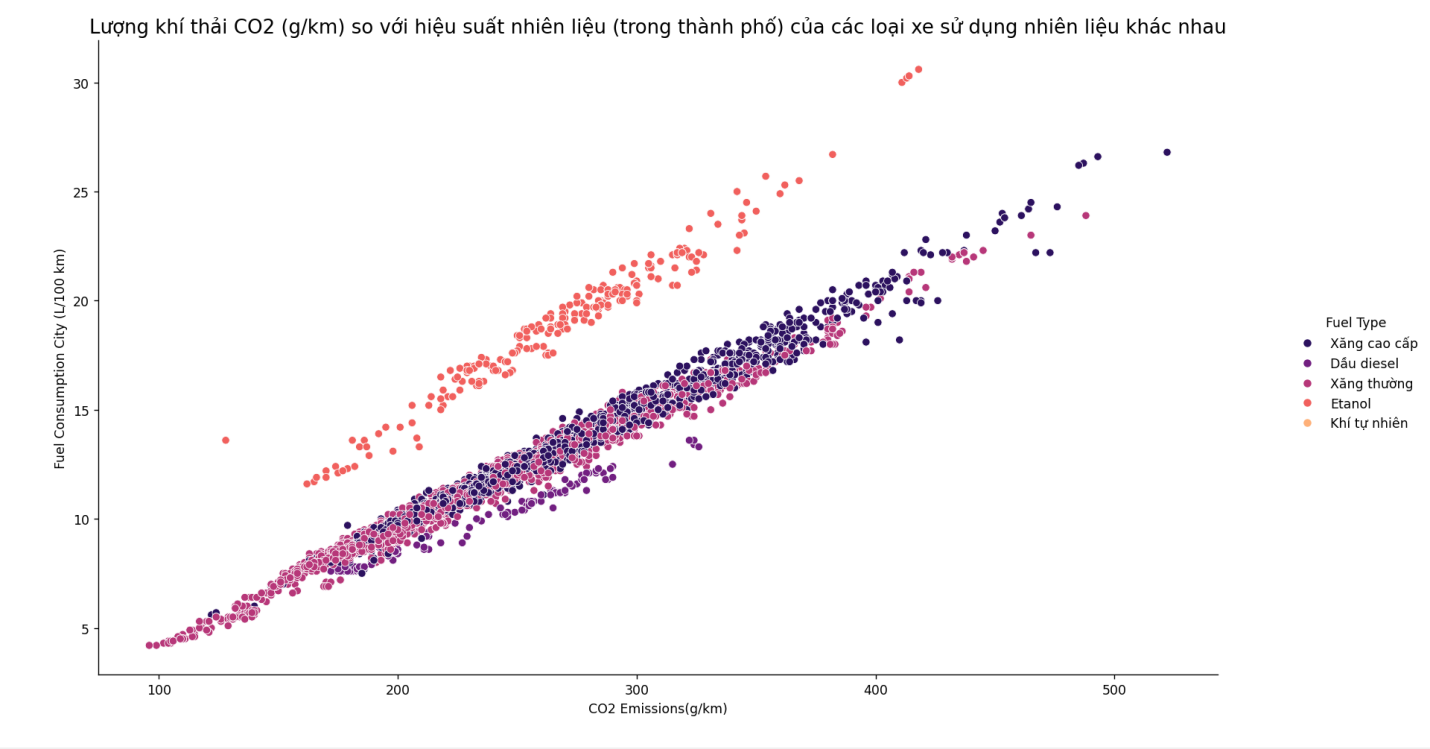 Lượng khí thải CO2 (g/km) so với hiệu suất nhiên liệu (trong thành phố) của các loại xe sử dụng nhiên liệu khác nhau
30
25
20
15
10
5
Fuel Consumption City (L/100 km)
100
200
300
400
500
CO2 Emissions(g/km)
Fuel Type
Xăng cao cấp
Dầu diesel
Xăng thường
Etanol
Khí tự nhiên